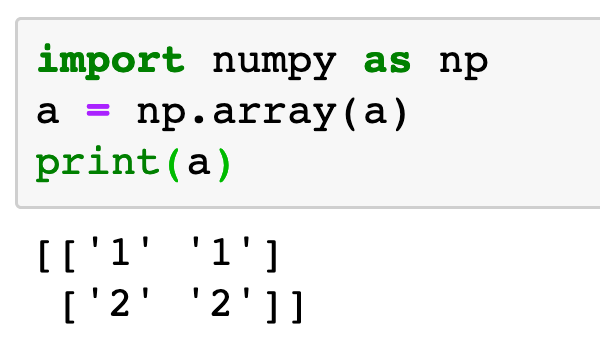 import numpy as np
a = np.array(a)
print(a)
[['1' '1']
 ['2' '2']]